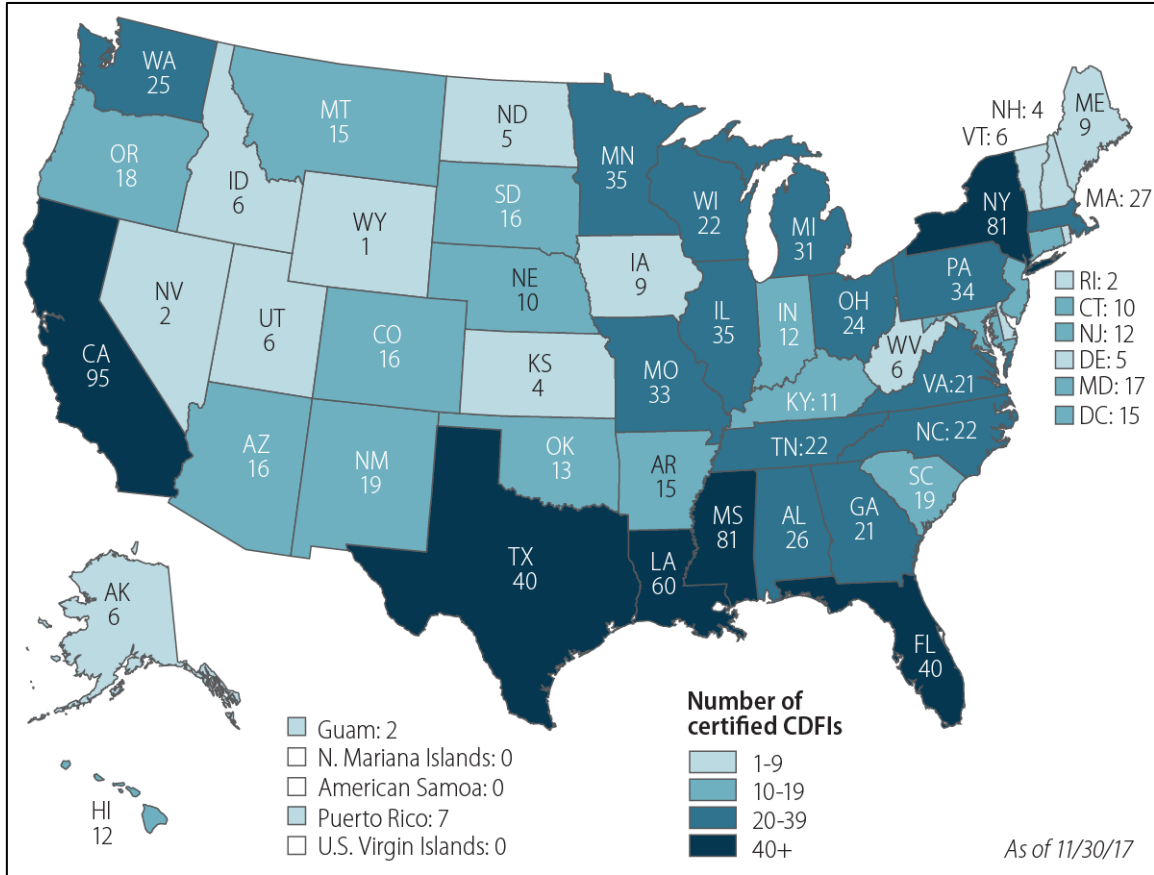 WA
25
MT
15
ND
5
MN
35
NH: 4
VT: 6
ME
9
OR
18
ID
6
WY
1
SD
16
WI
22
MI
31
NY
81
MA: 27
NV
2
UT
6
CO
16
NE
10
IA
9
IL
35
IN
12
OH
24
PA
34
RI: 2
CT: 10
NJ: 12
DE: 5
MD: 17
DC: 15
CA
95
KS
4
MO
33
KY: 11
WV
6
VA:21
AZ
16
NM
19
OK
13
AR
15
TN: 22
NC: 22
SC
19
TX
40
LA
60
MS
81
AL
26
GA
21
FL
40
AK
6
HI
12
Guam: 2
N. Mariana Islands: 0
American Samoa: 0
Puerto Rico: 7
U.S. Virgin Islands: 0
Number of
certified CDFIs
1-9
10-19
20-39
40+
As of 11/30/17